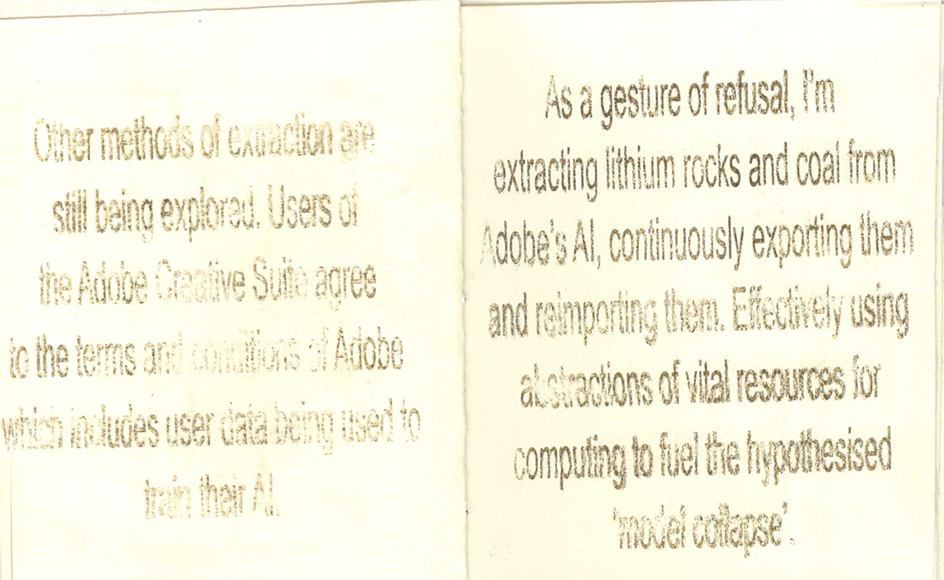 Other methods of extraction are
still being explored. Users of
the Adobe Creative Suite agree
to the terms and conditions of Adobe
which includes user data being used to
train their AI.
As a gesture of refusal, I'm
extracting lithium rocks and coal from
Adobe's AI, continuously exporting them
and reimporting them. Effectively using
abstractions of vital resources for
computing to fuel the hypothesised
'model collapse'.